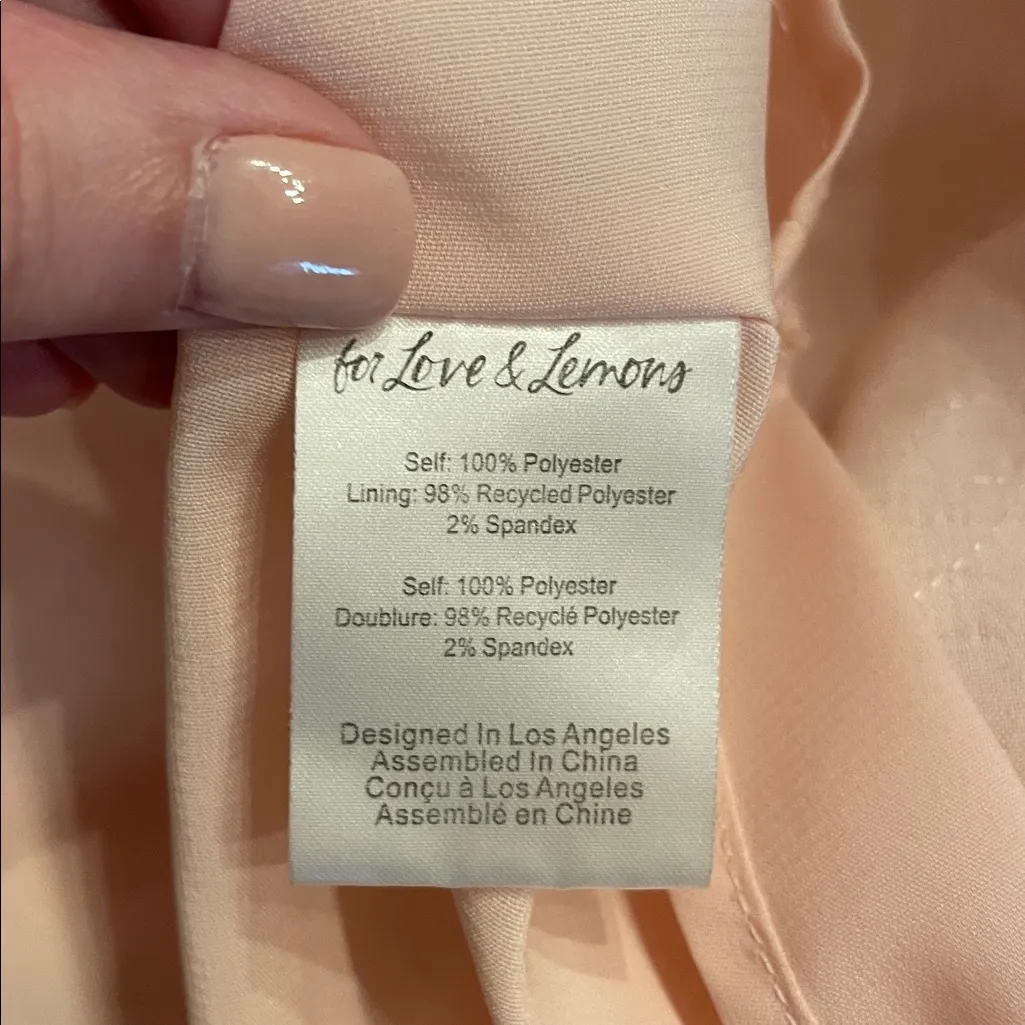 for Love & Lemons
Self: 100% Polyester
Lining: 98% Recycled Polyester
2% Spandex
Self: 100% Polyester
Doublure: 98% Recyclé Polyester
2% Spandex
Designed In Los Angeles
Assembled In China
Conçu à Los Angeles
Assemblé en Chine